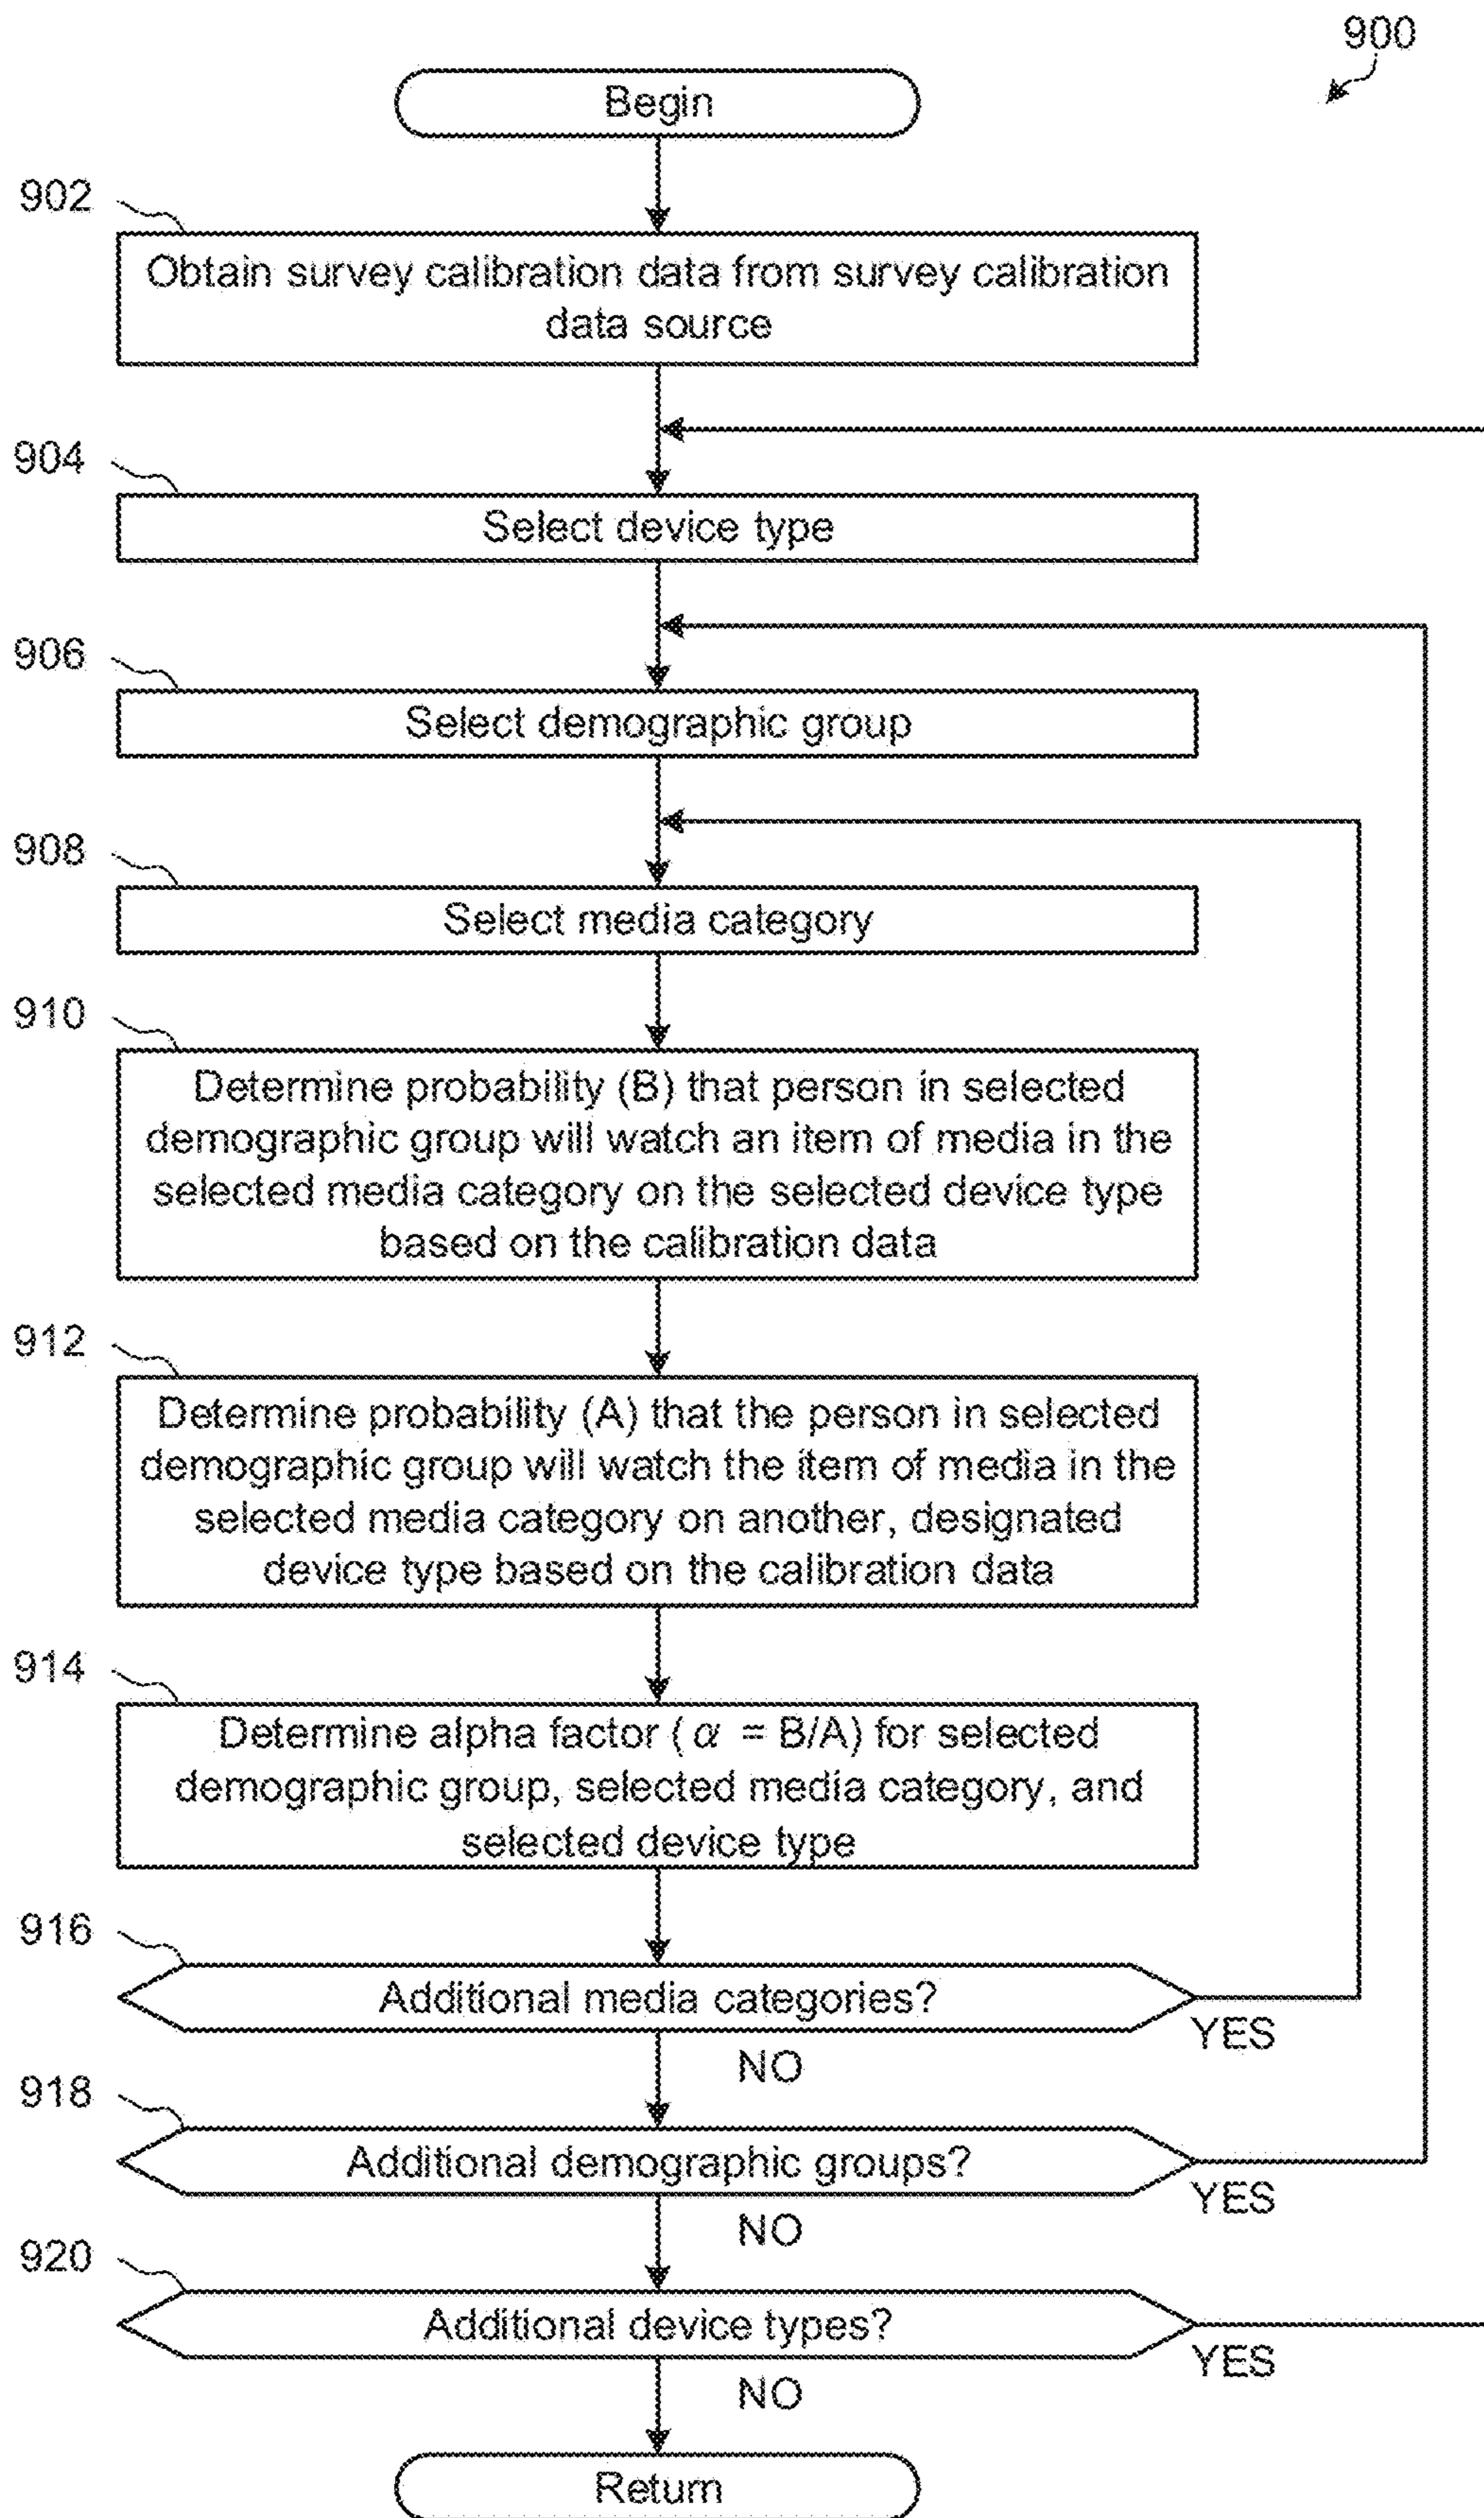 900
Begin
902
Obtain survey calibration data from survey calibration
data source
904
Select device type
906
Select demographic group
908
Select media category
910
Determine probability (B) that person in selected
demographic group will watch an item of media in the
selected media category on the selected device type
based on the calibration data
912
Determine probability (A) that the person in selected
demographic group will watch the item of media in the
selected media category on another, designated
device type based on the calibration data
914
Determine alpha factor (α = B/A) for selected
demographic group, selected media category, and
selected device type
916
Additional media categories?
YES
NO
918
Additional demographic groups?
YES
NO
920
Additional device types?
YES
NO
Return